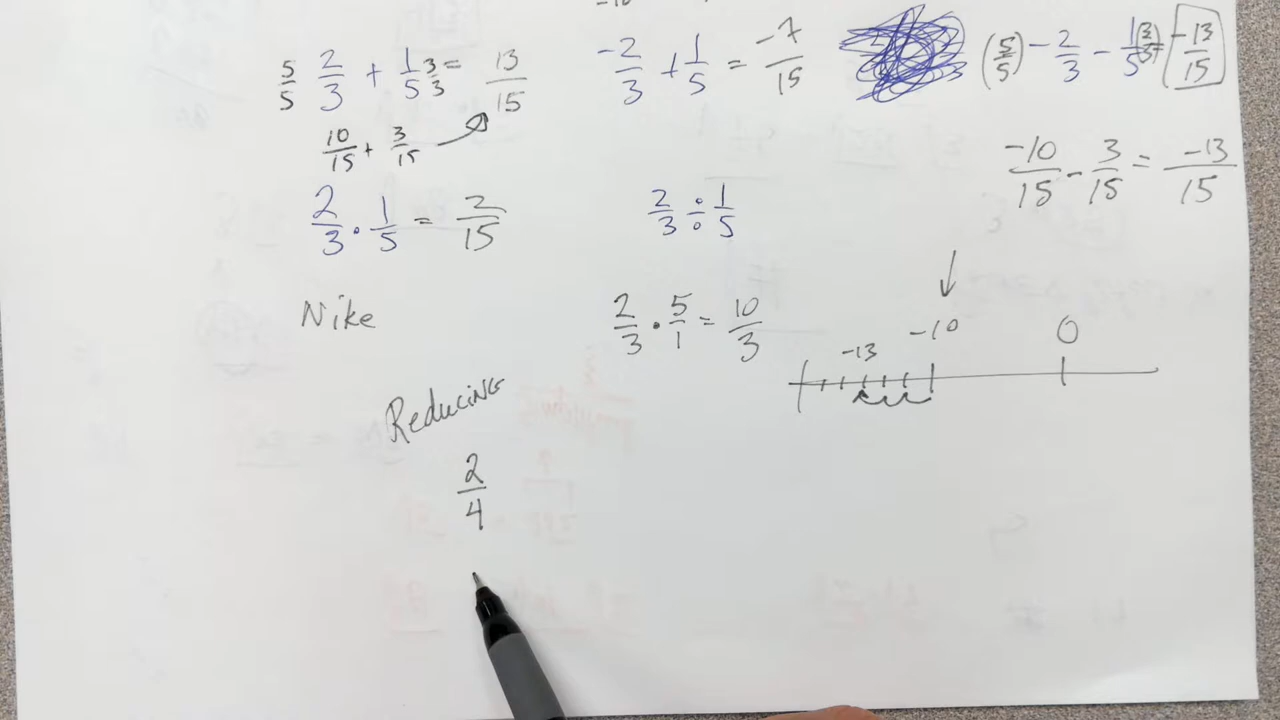 5/5 2/3 + 1/5 3/3 = 13/15
10/15 + 3/15
2/3 · 1/5 = 2/15
Nike
Reducing
2/4
-10
-2/3 + 1/5 = -7/15
2/3 ÷ 1/5
2/3 · 5/1 = 10/3
(5/5) - 2/3 - 1/5 (3/3) = -13/15
-10/15 - 3/15 = -13/15
-13 -10 0